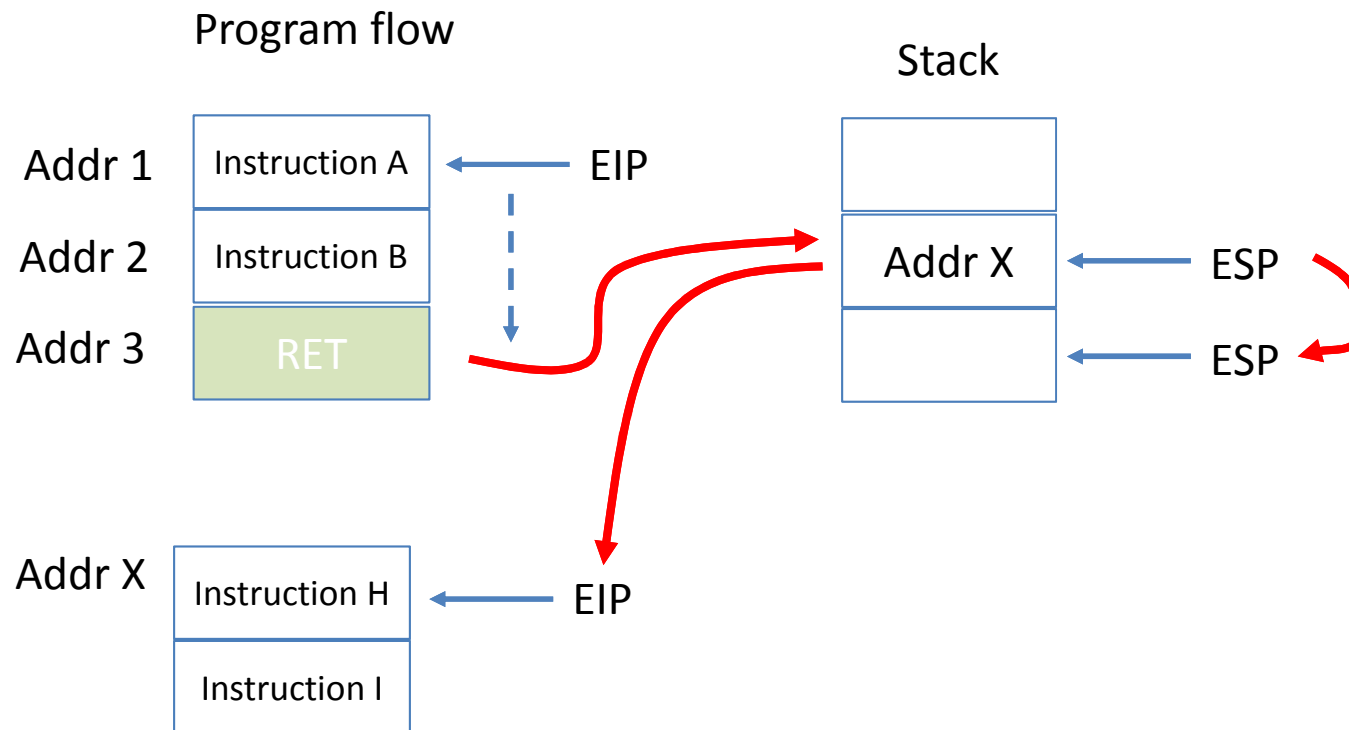 Program flow
Stack
Addr 1
Instruction A
EIP
Addr 2
Instruction B
Addr X
ESP
Addr 3
RET
ESP
Addr X
Instruction H
EIP
Instruction I